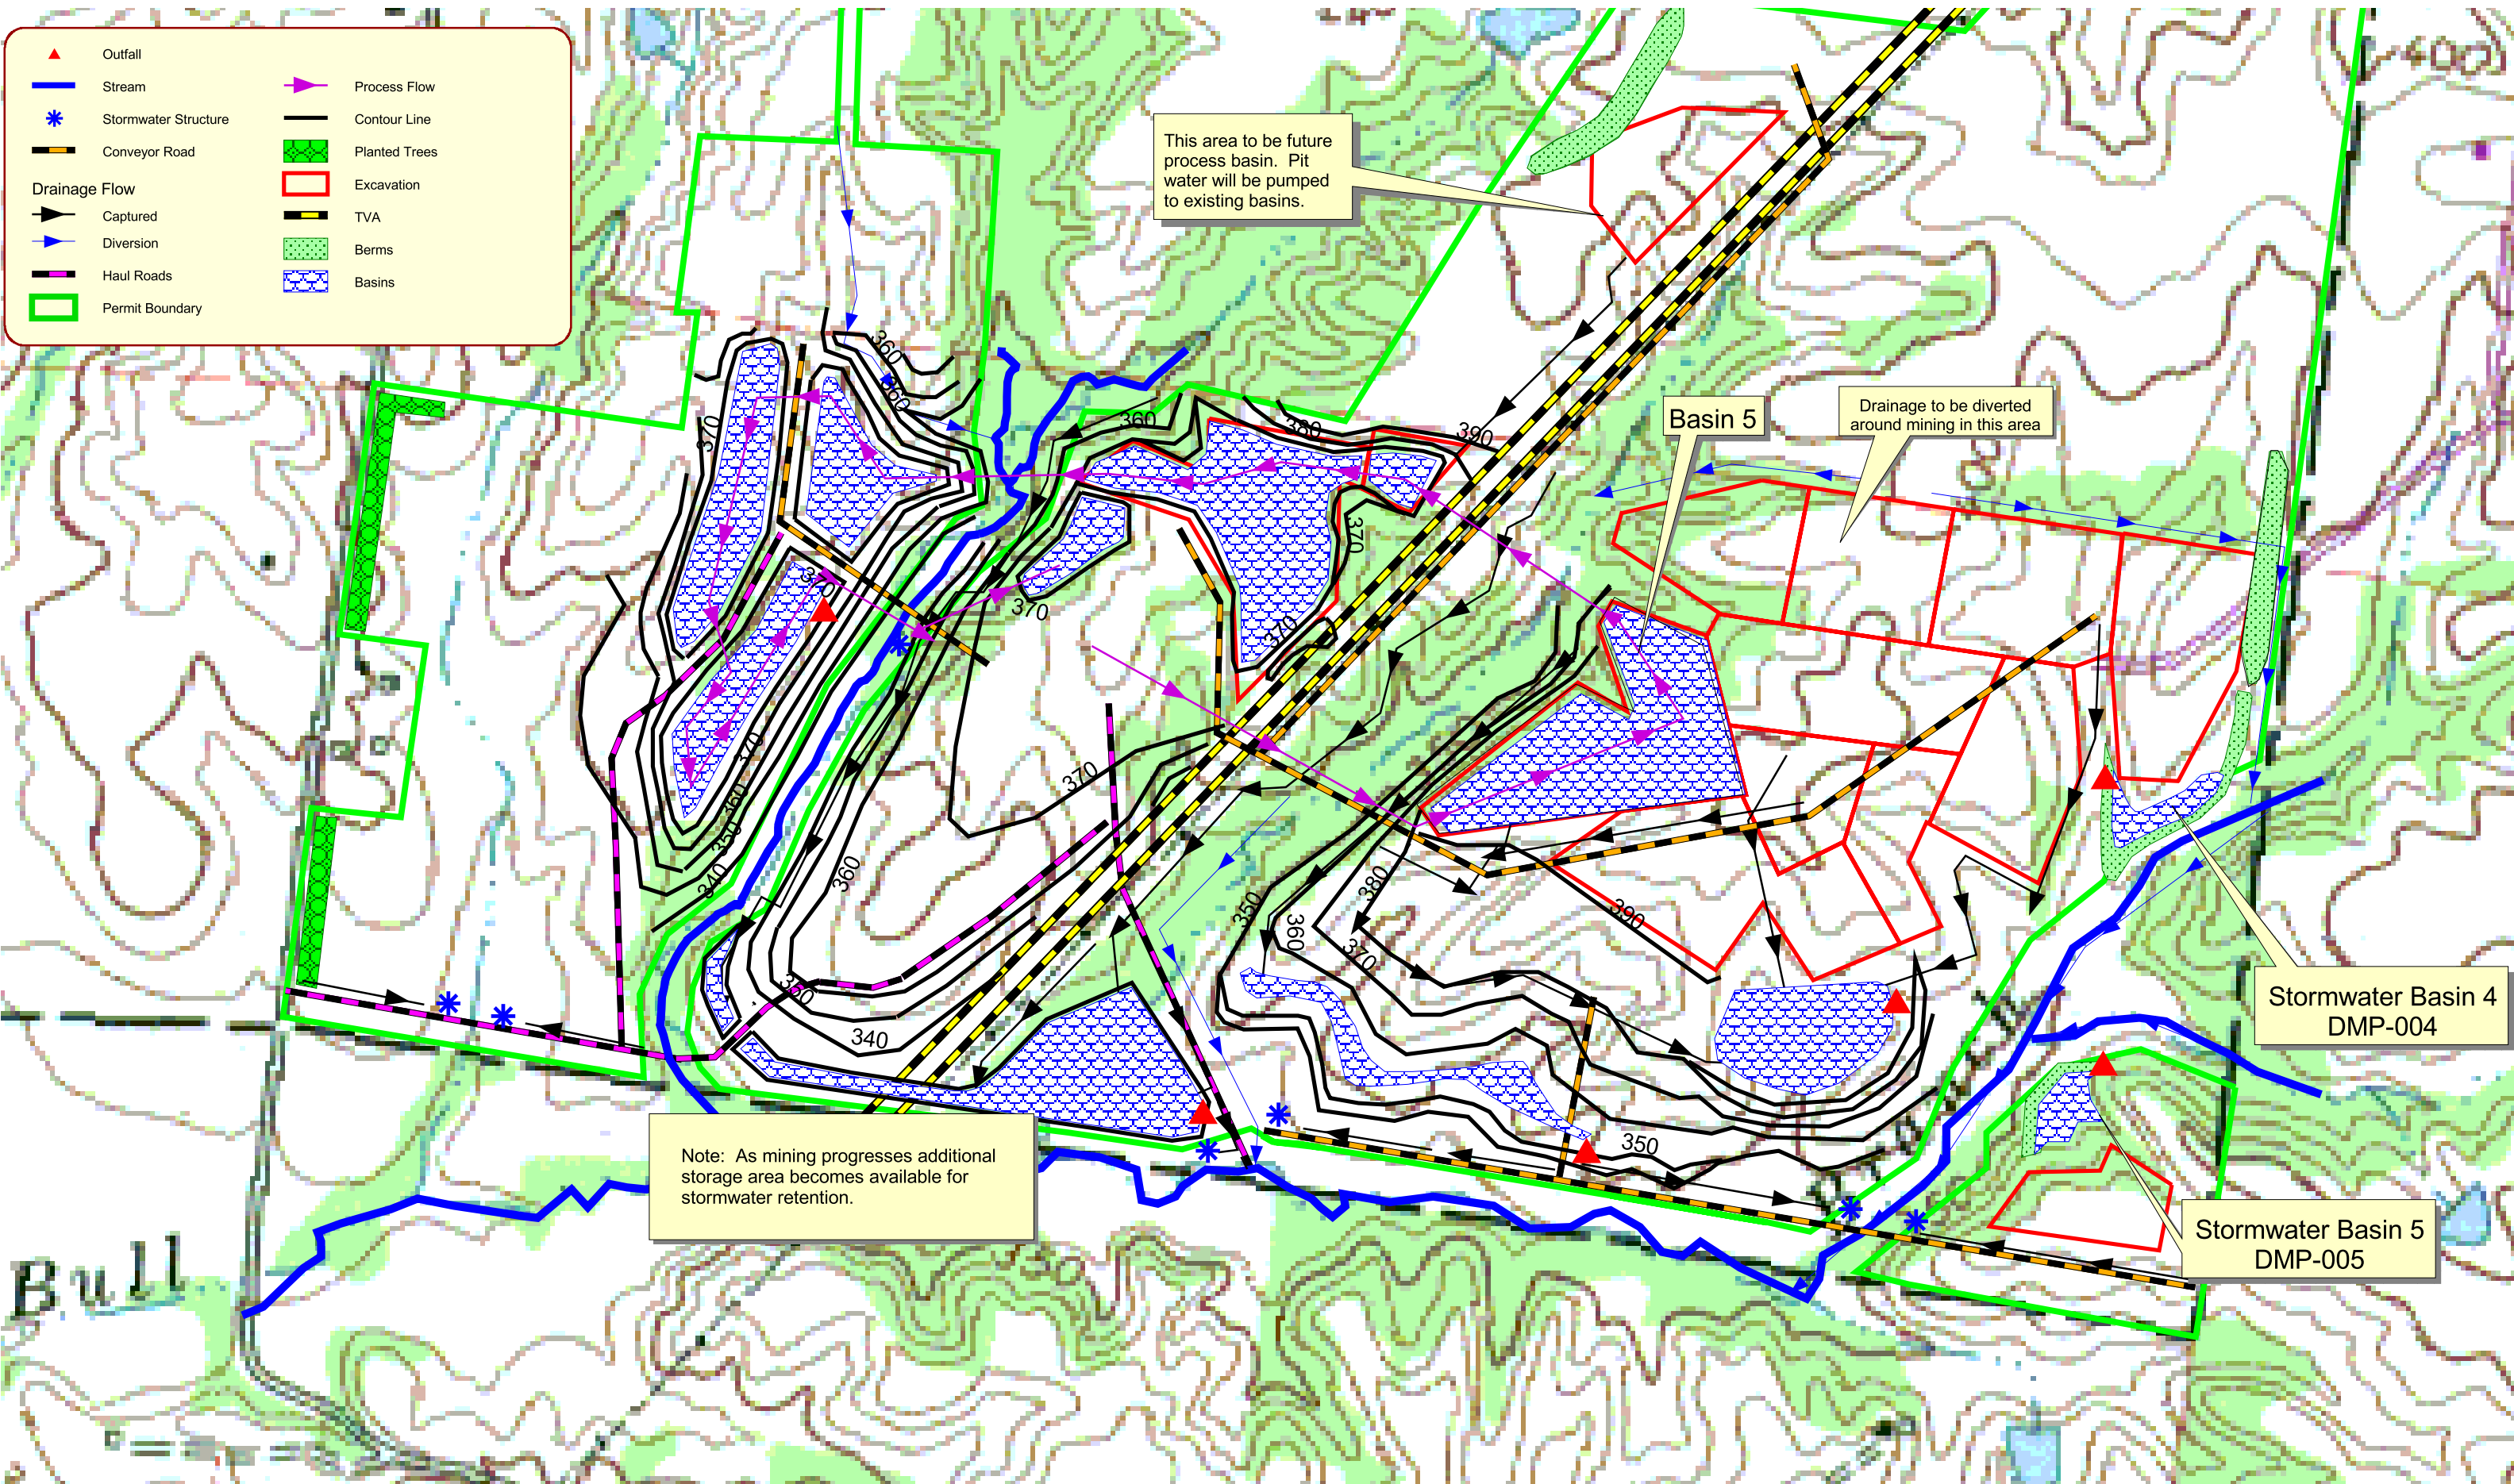 Outfall
Stream
Stormwater Structure
Conveyor Road
Drainage Flow
Captured
Diversion
Haul Roads
Permit Boundary
Process Flow
Contour Line
Planted Trees
Excavation
TVA
Berms
Basins
This area to be future
process basin. Pit
water will be pumped
to existing basins.
Basin 5
Drainage to be diverted
around mining in this area
360
360
370
360
380
390
370
370
370
370
370
370
360
350
340
360
350
340
350
360
380
370
390
350
Stormwater Basin 4
DMP-004
Stormwater Basin 5
DMP-005
Note: As mining progresses additional
storage area becomes available for
stormwater retention.
Bull